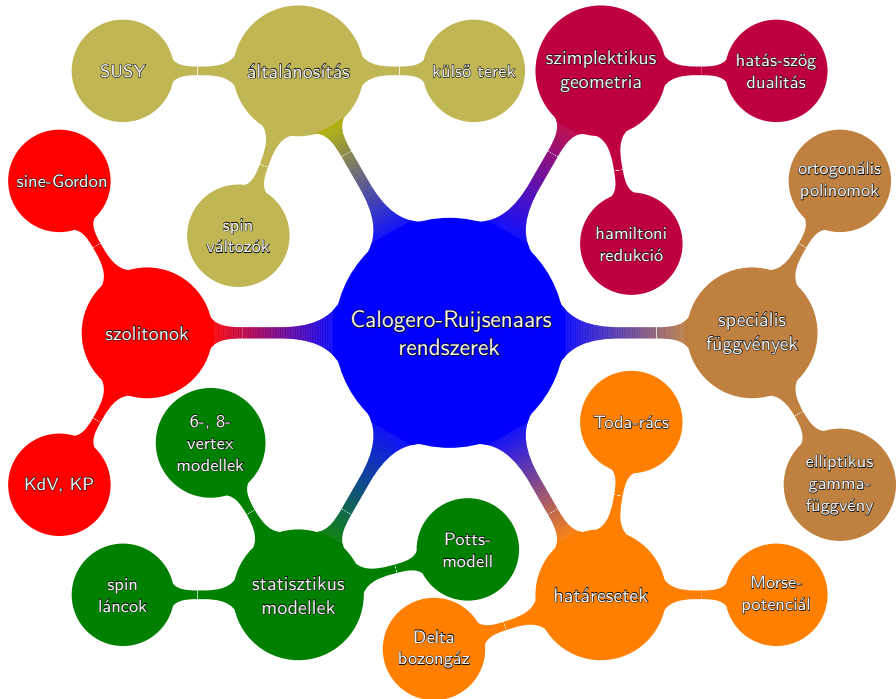 SUSY
általánosítás
külső terek
szimplektikus
geometria
hatás-szög
dualitás
sine-Gordon
spin
változók
hamiltoni
redukció
ortogonális
polinomok
szolitonok
Calogero-Ruijsenaars
rendszerek
speciális
függvények
KdV, KP
6-, 8-
vertex
modellek
Toda-rács
elliptikus
gamma-
függvény
spin
láncok
statisztikus
modellek
Potts-
modell
Delta
bozongáz
határesetek
Morse-
potenciál